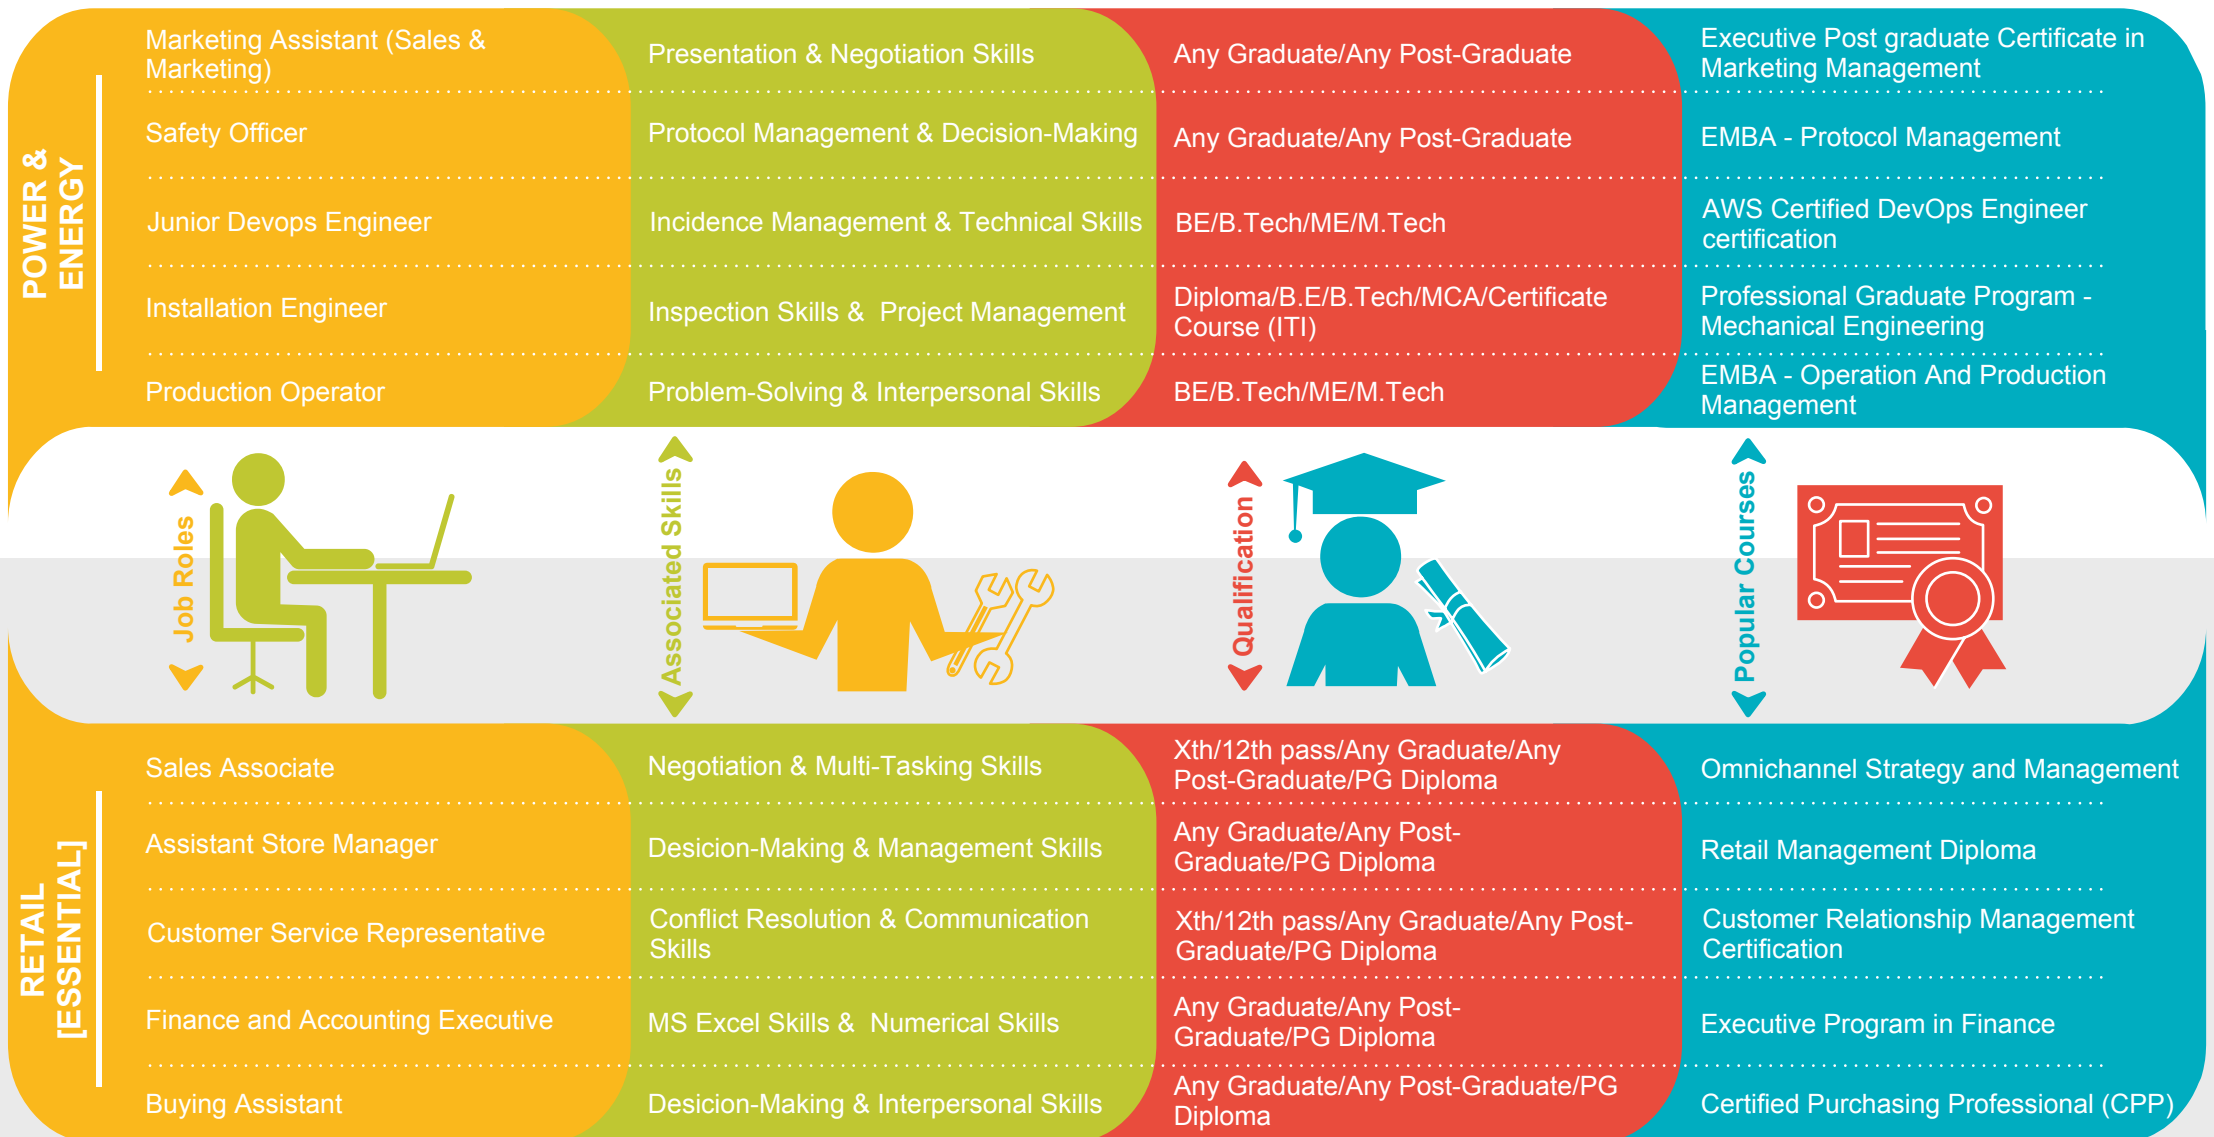 POWER &
ENERGY
Marketing Assistant (Sales &
Marketing)
Presentation & Negotiation Skills
Any Graduate/Any Post-Graduate
Executive Post graduate Certificate in
Marketing Management
Safety Officer
Protocol Management & Decision-Making
Any Graduate/Any Post-Graduate
EMBA - Protocol Management
Junior Devops Engineer
Incidence Management & Technical Skills
BE/B.Tech/ME/M.Tech
AWS Certified DevOps Engineer
certification
Installation Engineer
Inspection Skills &  Project Management
Diploma/B.E/B.Tech/MCA/Certificate
Course (ITI)
Professional Graduate Program -
Mechanical Engineering
Production Operator
Problem-Solving & Interpersonal Skills
BE/B.Tech/ME/M.Tech
EMBA - Operation And Production
Management
Job Roles
Associated Skills
Qualification
Popular Courses
RETAIL
[ESSENTIAL]
Sales Associate
Negotiation & Multi-Tasking Skills
Xth/12th pass/Any Graduate/Any
Post-Graduate/PG Diploma
Omnichannel Strategy and Management
Assistant Store Manager
Desicion-Making & Management Skills
Any Graduate/Any Post-
Graduate/PG Diploma
Retail Management Diploma
Customer Service Representative
Conflict Resolution & Communication
Skills
Xth/12th pass/Any Graduate/Any Post-
Graduate/PG Diploma
Customer Relationship Management
Certification
Finance and Accounting Executive
MS Excel Skills &  Numerical Skills
Any Graduate/Any Post-
Graduate/PG Diploma
Executive Program in Finance
Buying Assistant
Desicion-Making & Interpersonal Skills
Any Graduate/Any Post-Graduate/PG
Diploma
Certified Purchasing Professional (CPP)